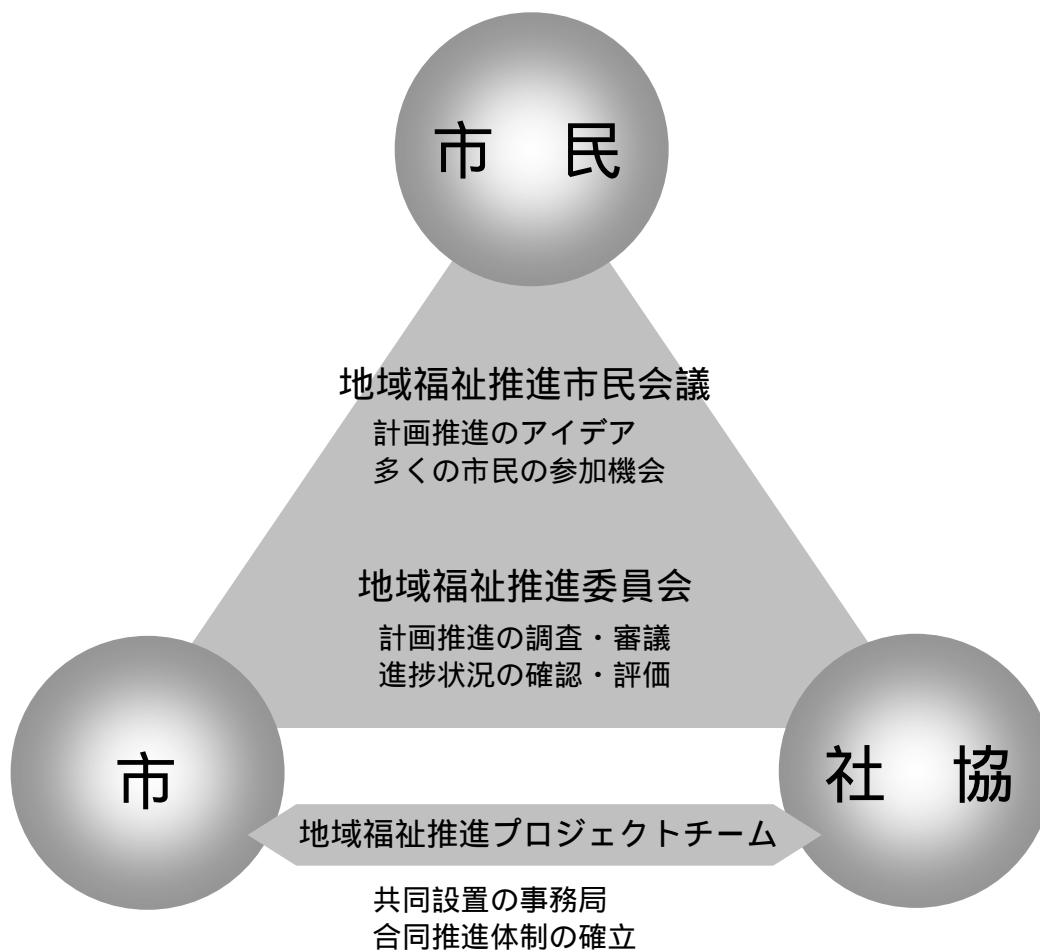 市　民
地域福祉推進市民会議
計画推進のアイデア
多くの市民の参加機会
地域福祉推進委員会
計画推進の調査・審議
進捗状況の確認・評価
市
社　協
地域福祉推進プロジェクトチーム
共同設置の事務局
合同推進体制の確立